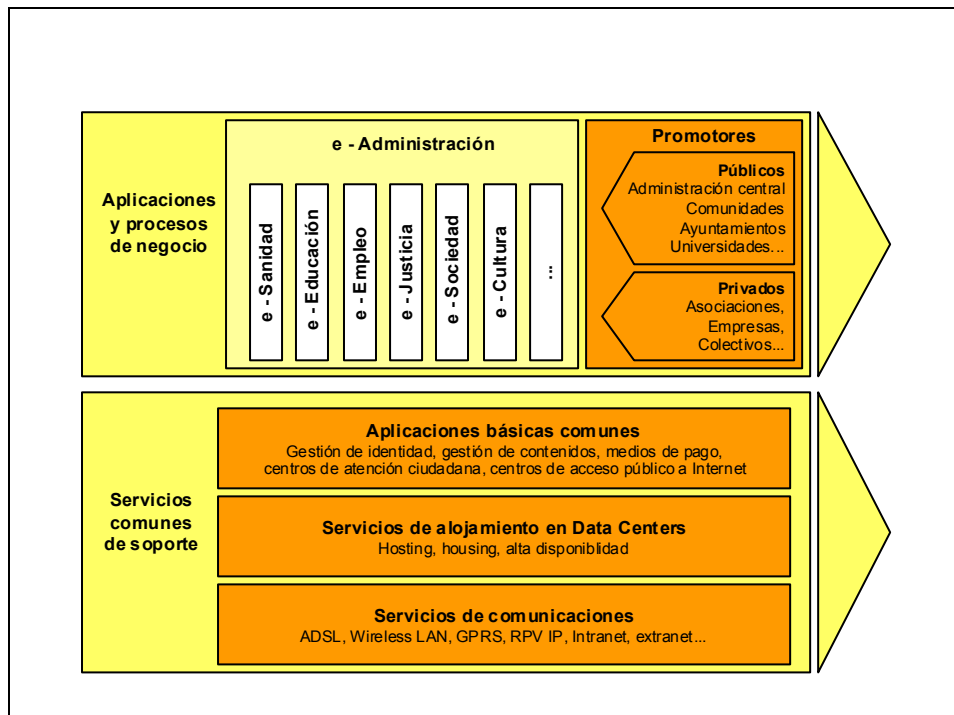 Aplicaciones
y procesos
de negocio
e - Administración
e - Sanidad
e - Educación
e - Empleo
e - Justicia
e - Sociedad
e - Cultura
...
Promotores
Públicos
Administración central
Comunidades
Ayuntamientos
Universidades...
Privados
Asociaciones,
Empresas,
Colectivos...
Servicios
comunes
de soporte
Aplicaciones básicas comunes
Gestión de identidad, gestión de contenidos, medios de pago,
centros de atención ciudadana, centros de acceso público a Internet
Servicios de alojamiento en Data Centers
Hosting, housing, alta disponiblidad
Servicios de comunicaciones
ADSL, Wireless LAN, GPRS, RPV IP, Intranet, extranet...